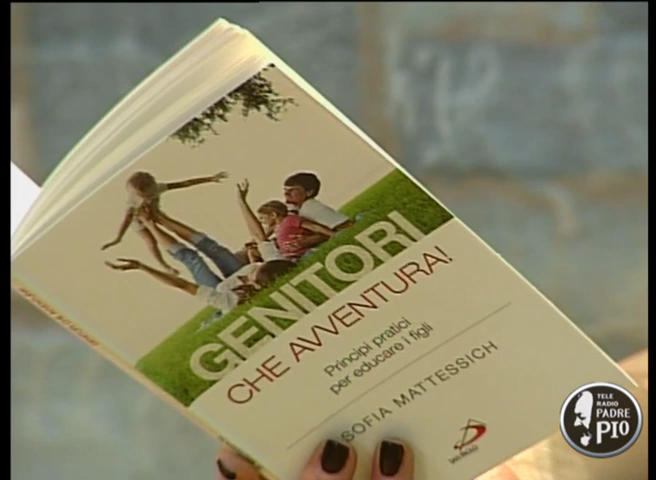 GENITORI
CHE AVVENTURA!
Principi pratici
per educare i figli
SOFIA MATTESSICH
TELE
RADIO
PADRE
PIO